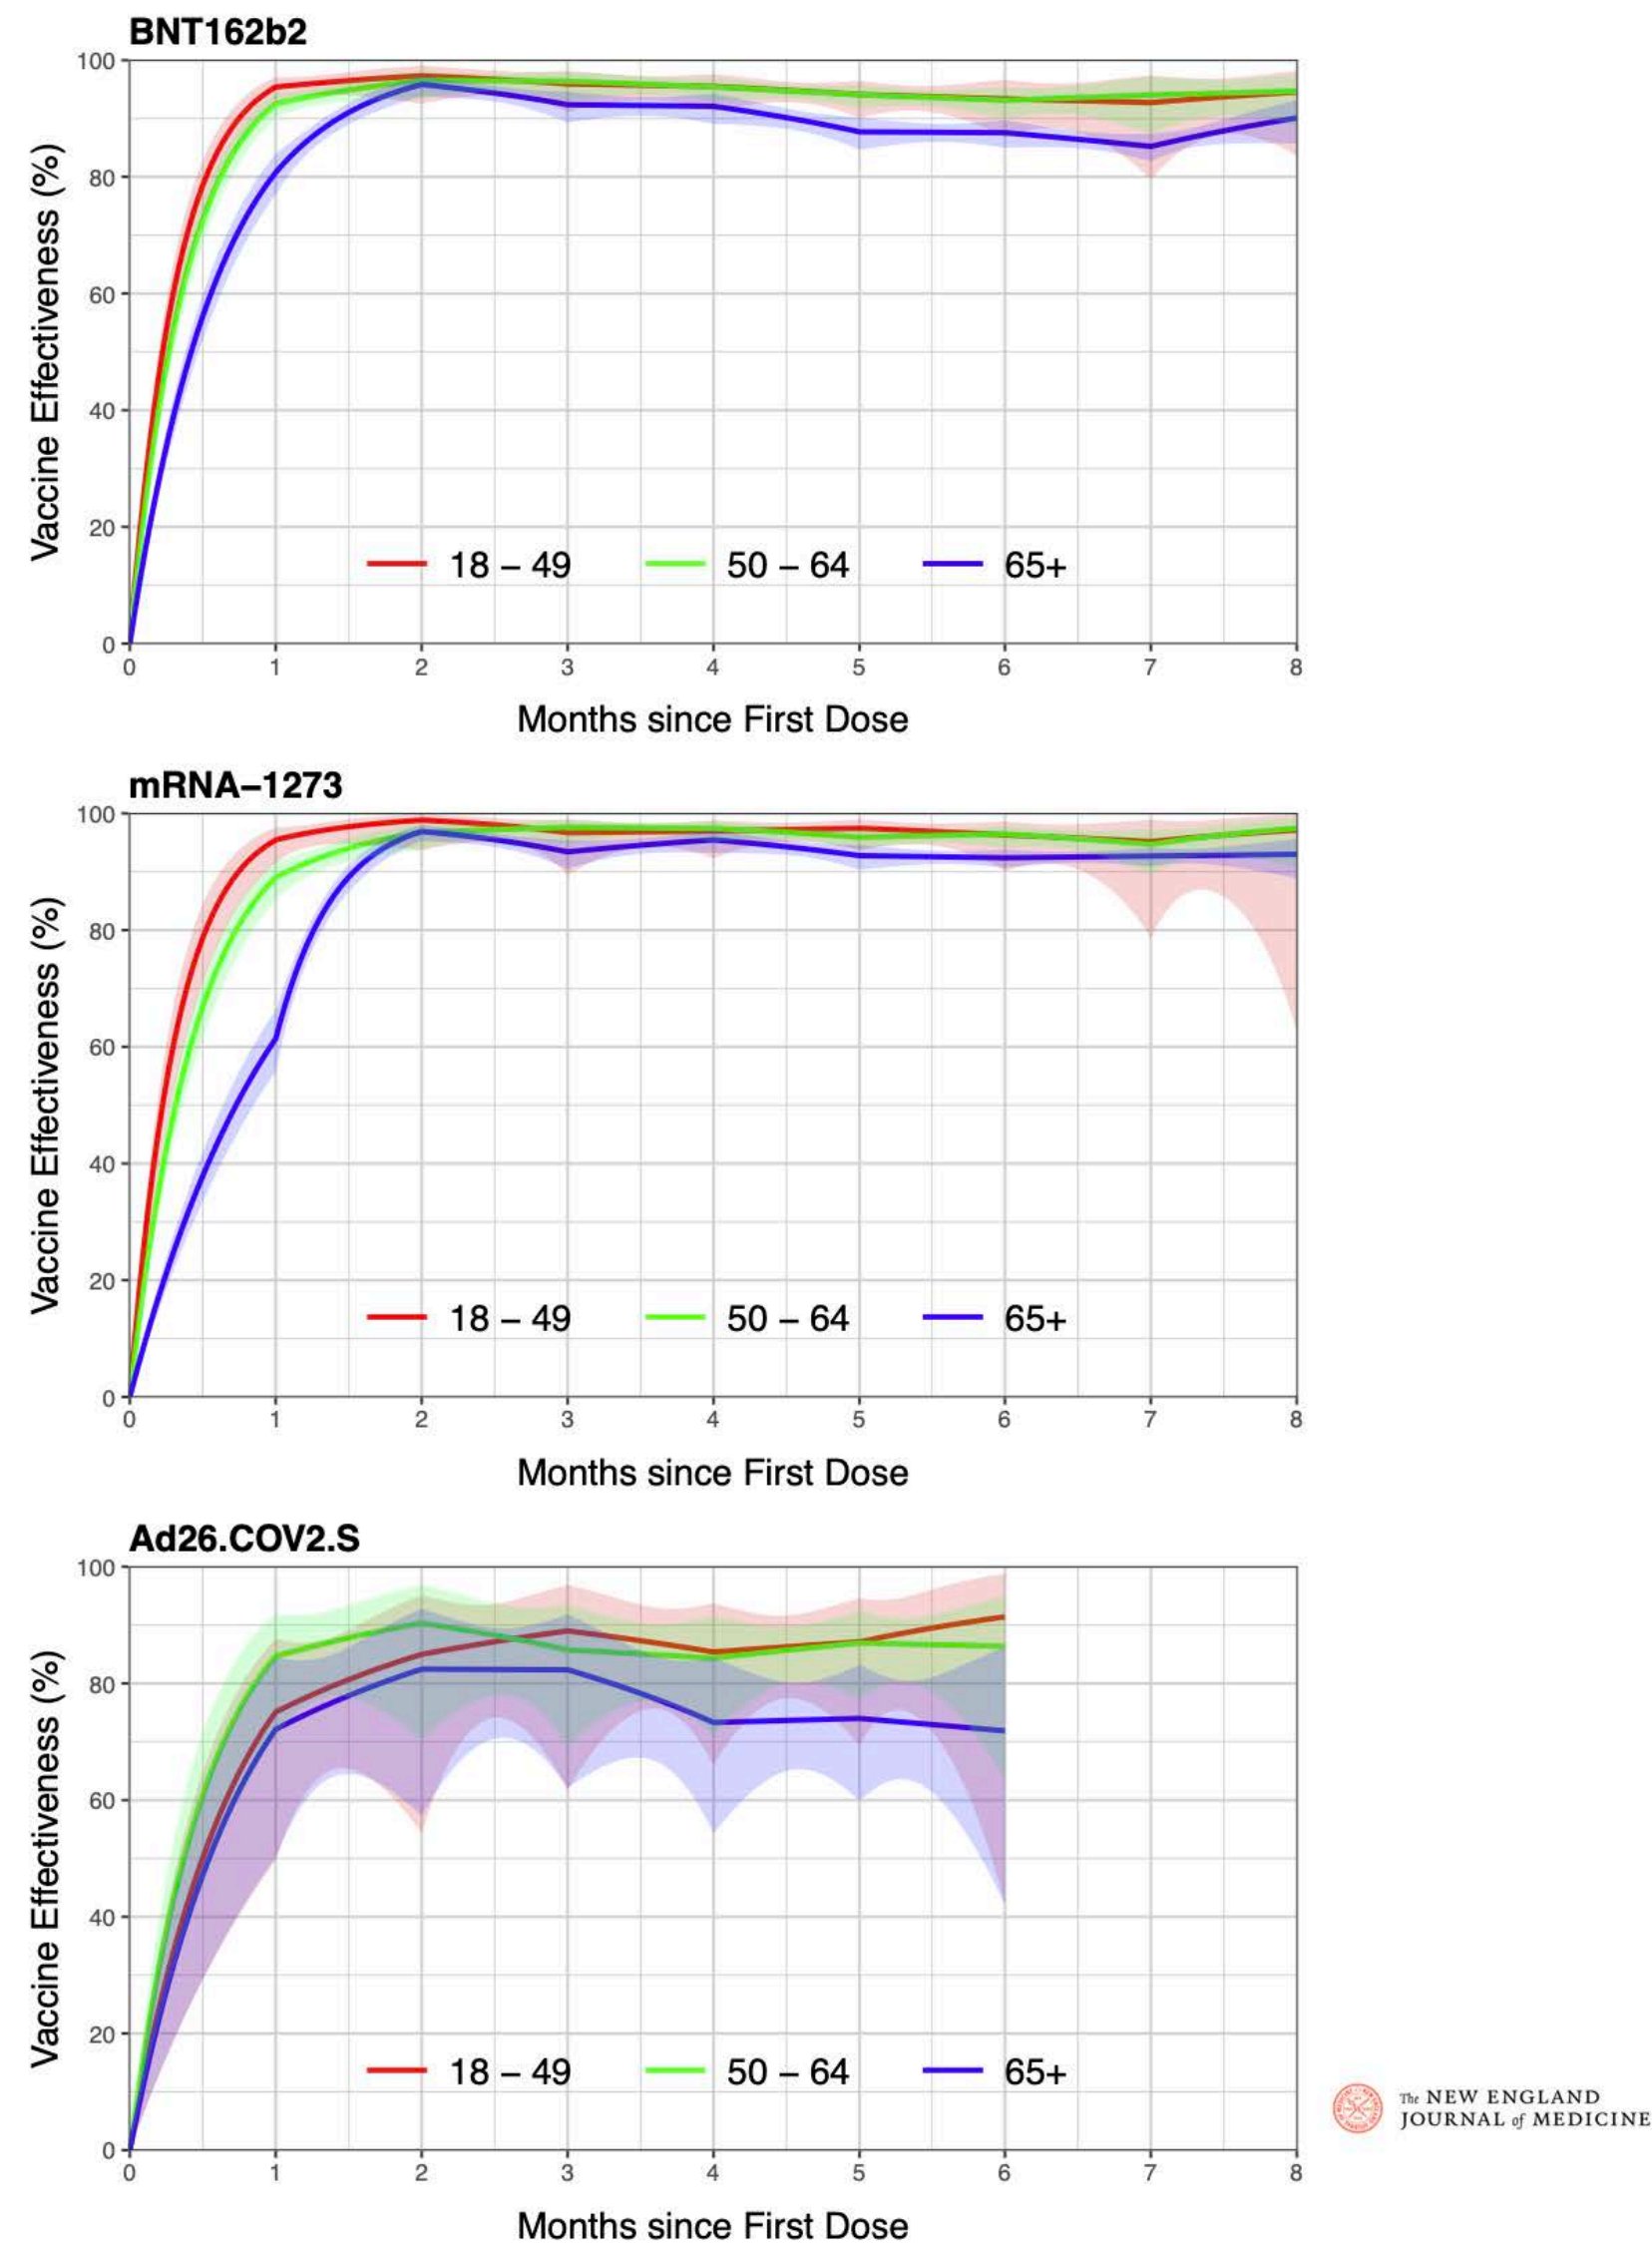 BNT162b2
100
80
60
40
20
0
Vaccine Effectiveness (%)
18 – 49 50 – 64 65+
0 1 2 3 4 5 6 7 8
Months since First Dose
mRNA–1273
100
80
60
40
20
0
Vaccine Effectiveness (%)
18 – 49 50 – 64 65+
0 1 2 3 4 5 6 7 8
Months since First Dose
Ad26.COV2.S
100
80
60
40
20
0
Vaccine Effectiveness (%)
18 – 49 50 – 64 65+
0 1 2 3 4 5 6 7 8
Months since First Dose
The NEW ENGLAND
JOURNAL of MEDICINE